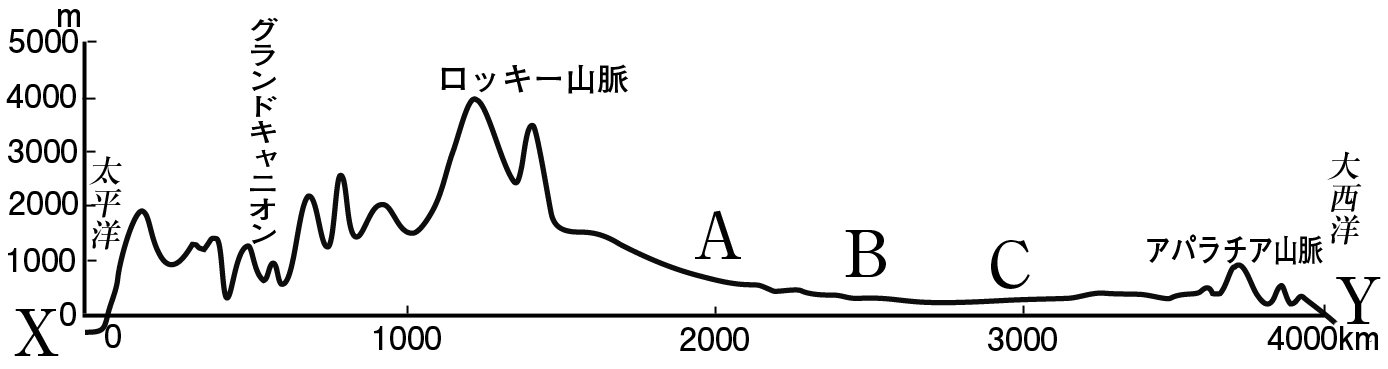 m
5000
4000
3000
2000
1000
0
太平洋
グランドキャニオン
ロッキー山脈
A
B
C
アパラチア山脈
大西洋
X
Y
0
1000
2000
3000
4000km